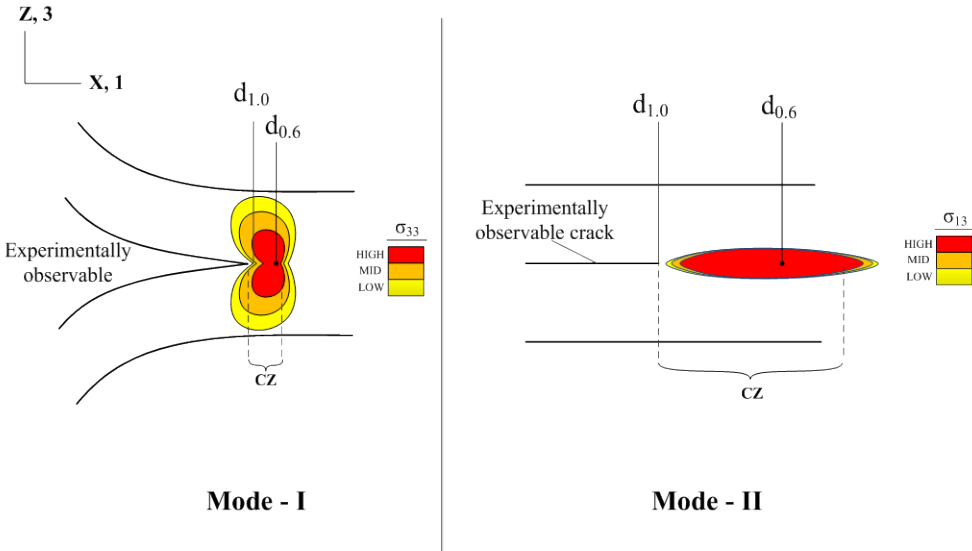 Z, 3
X, 1
d1.0
d0.6
Experimentally
observable
σ33
HIGH
MID
LOW
CZ
Mode - I
d1.0
d0.6
Experimentally
observable crack
σ13
HIGH
MID
LOW
CZ
Mode - II